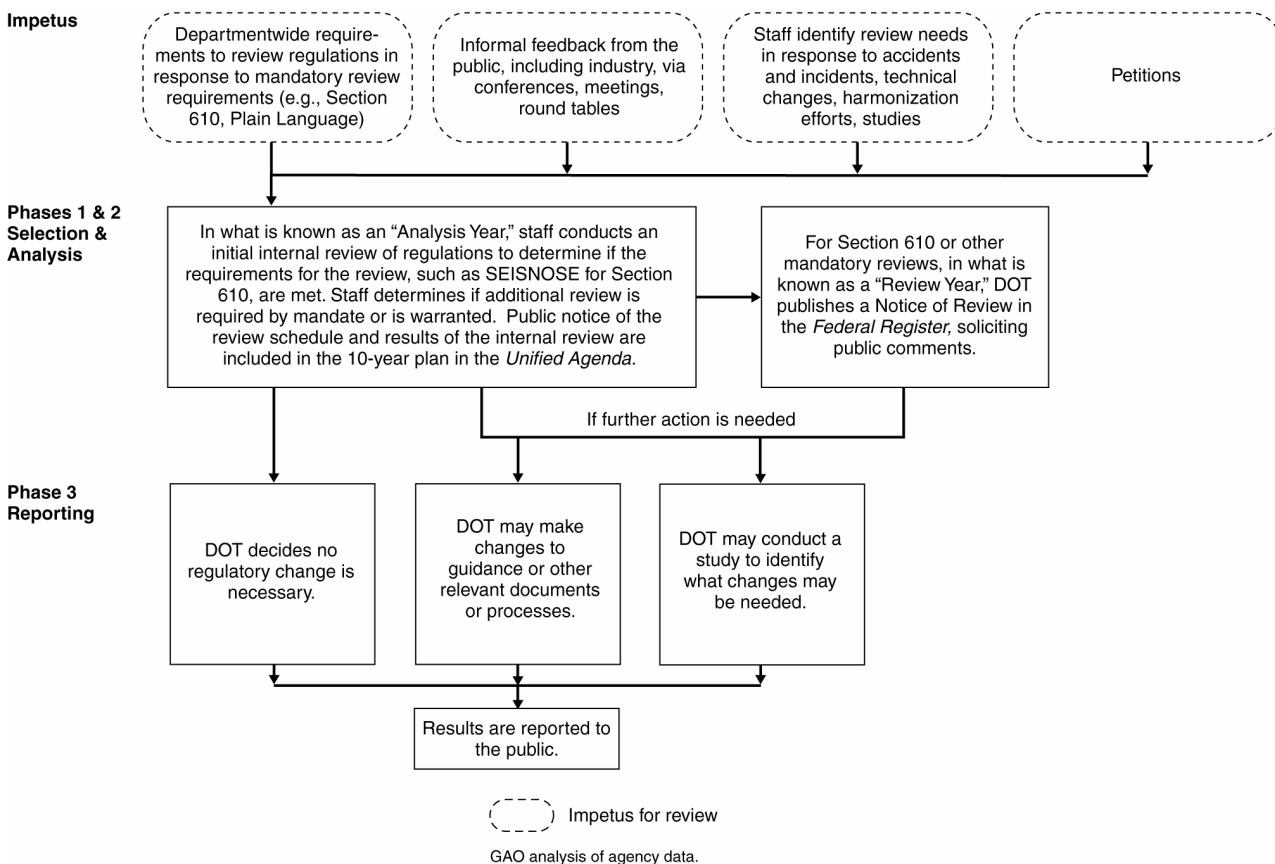 Impetus
Departmentwide require-
ments to review regulations in
response to mandatory review
requirements (e.g., Section
610, Plain Language)
Informal feedback from the
public, including industry, via
conferences, meetings,
round tables
Staff identify review needs
in response to accidents
and incidents, technical
changes, harmonization
efforts, studies
Petitions
Phases 1 & 2
Selection &
Analysis
In what is known as an “Analysis Year,” staff conducts an
initial internal review of regulations to determine if the
requirements for the review, such as SEISNOSE for Section
610, are met. Staff determines if additional review is
required by mandate or is warranted. Public notice of the
review schedule and results of the internal review are
included in the 10-year plan in the Unified Agenda.
For Section 610 or other
mandatory reviews, in what is
known as a “Review Year,” DOT
publishes a Notice of Review in
the Federal Register, soliciting
public comments.
If further action is needed
Phase 3
Reporting
DOT decides no
regulatory change is
necessary.
DOT may make
changes to
guidance or other
relevant documents
or processes.
DOT may conduct a
study to identify
what changes may
be needed.
Results are reported to
the public.
Impetus for review
GAO analysis of agency data.